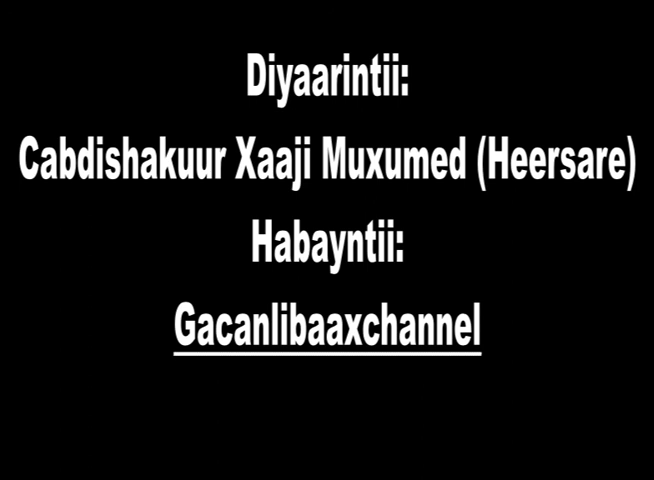 Diyaarintii:
Cabdishakuur Xaaji Muxumed (Heersare)
Habayntii:
Gacanlibaaxchannel